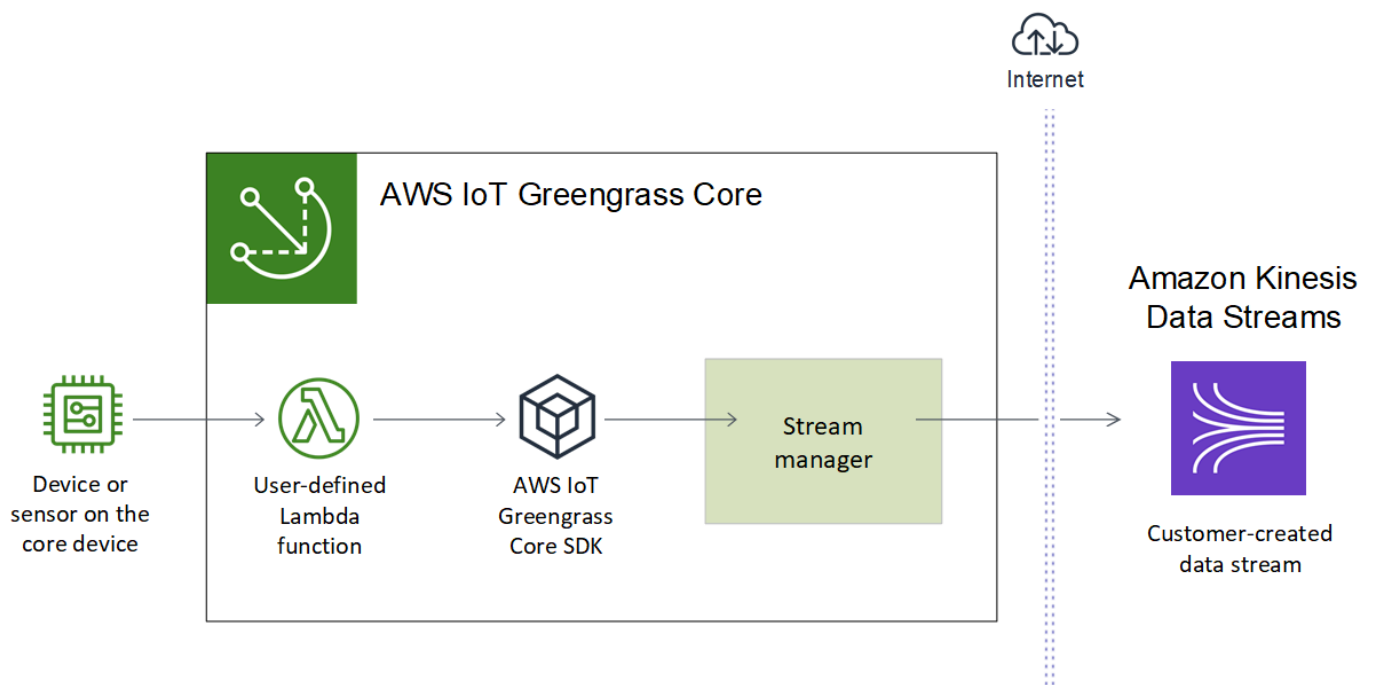 Internet
AWS IoT Greengrass Core
Amazon Kinesis
Data Streams
Device or
sensor on the
core device
User-defined
Lambda
function
AWS IoT
Greengrass
Core SDK
Stream
manager
Customer-created
data stream